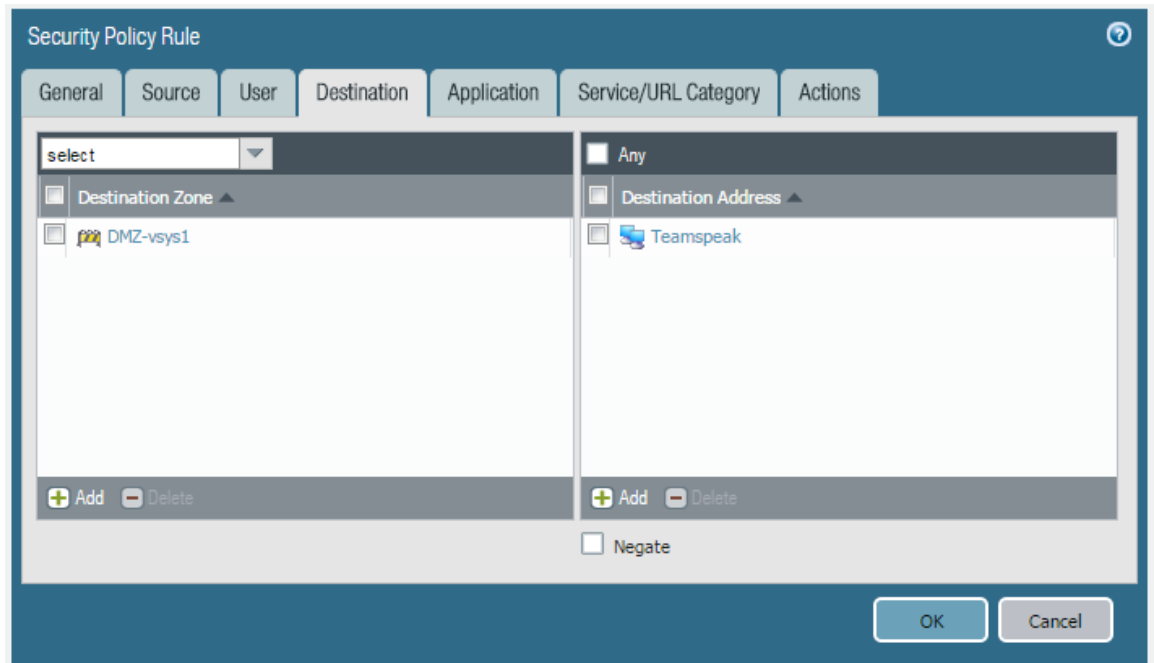 Security Policy Rule
General Source User Destination Application Service/URL Category Actions
select
Any
Destination Zone
Destination Address
DMZ-vsys1
Teamspeak
Add Delete
Add Delete
Negate
OK Cancel